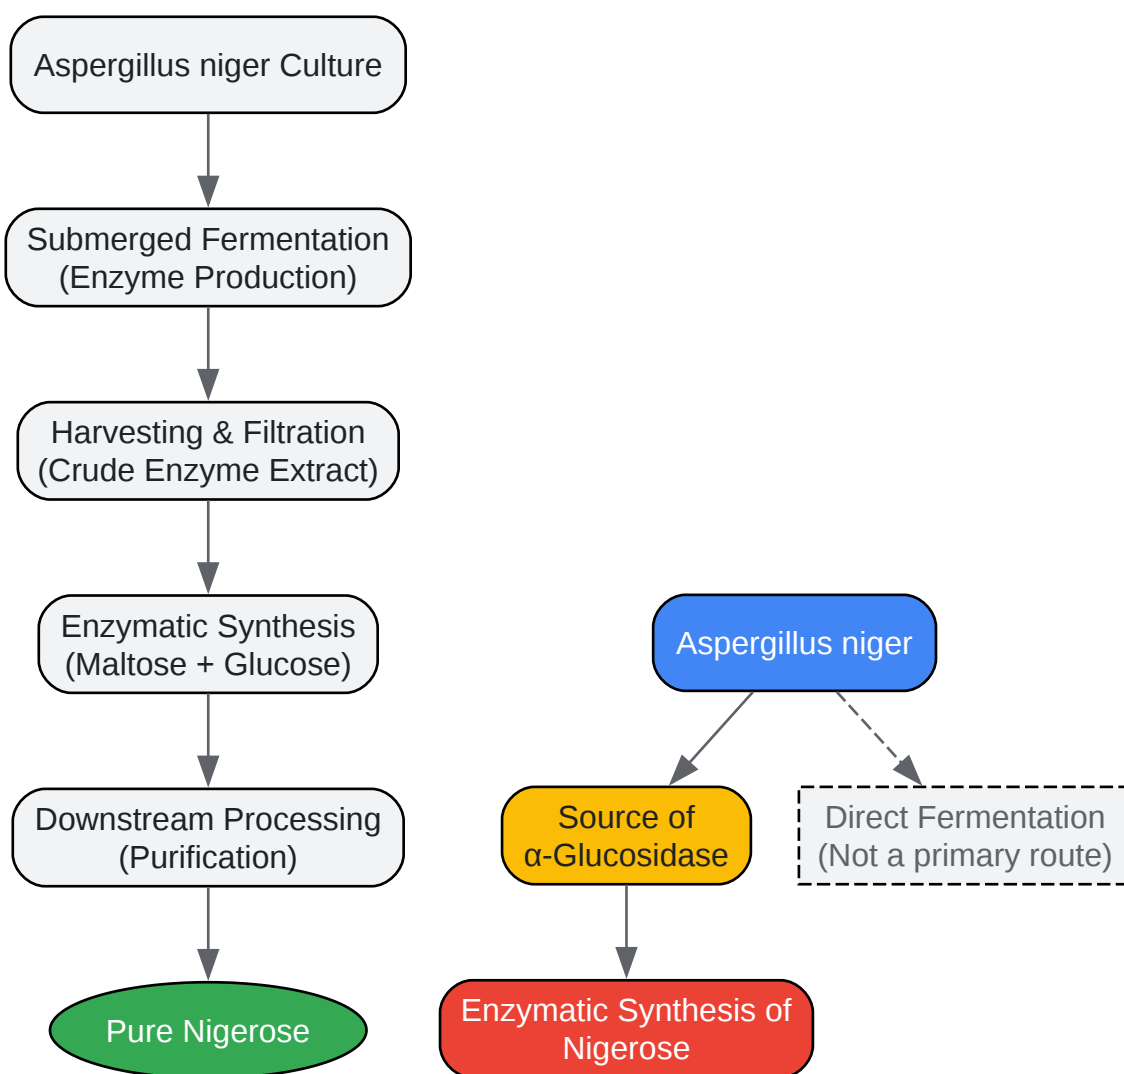 Aspergillus niger Culture
Submerged Fermentation
(Enzyme Production)
Harvesting & Filtration
(Crude Enzyme Extract)
Enzymatic Synthesis
(Maltose + Glucose)
Downstream Processing
(Purification)
Pure Nigerose
Aspergillus niger
Source of
α-Glucosidase
Direct Fermentation
(Not a primary route)
Enzymatic Synthesis of
Nigerose